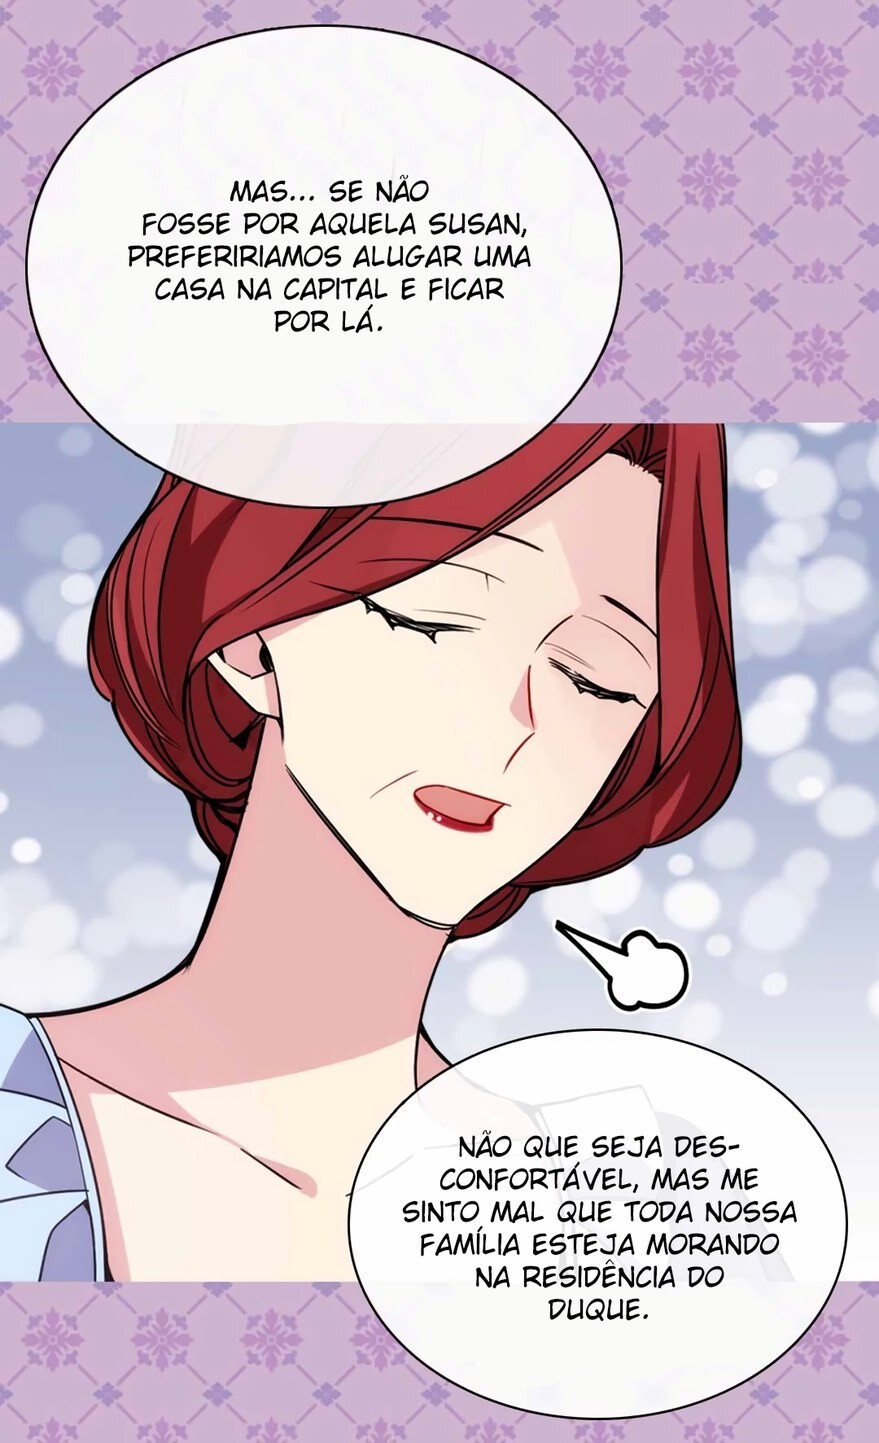 MAS... SE NÃO
FOSSE POR AQUELA SUSAN,
PREFERIRIAMOS ALUGAR UMA
CASA NA CAPITAL E FICAR
POR LÁ.
NÃO QUE SEJA DES-
CONFORTÁVEL, MAS ME
SINTO MAL QUE TODA NOSSA
FAMÍLIA ESTEJA MORANDO
NA RESIDÊNCIA DO
DUQUE.